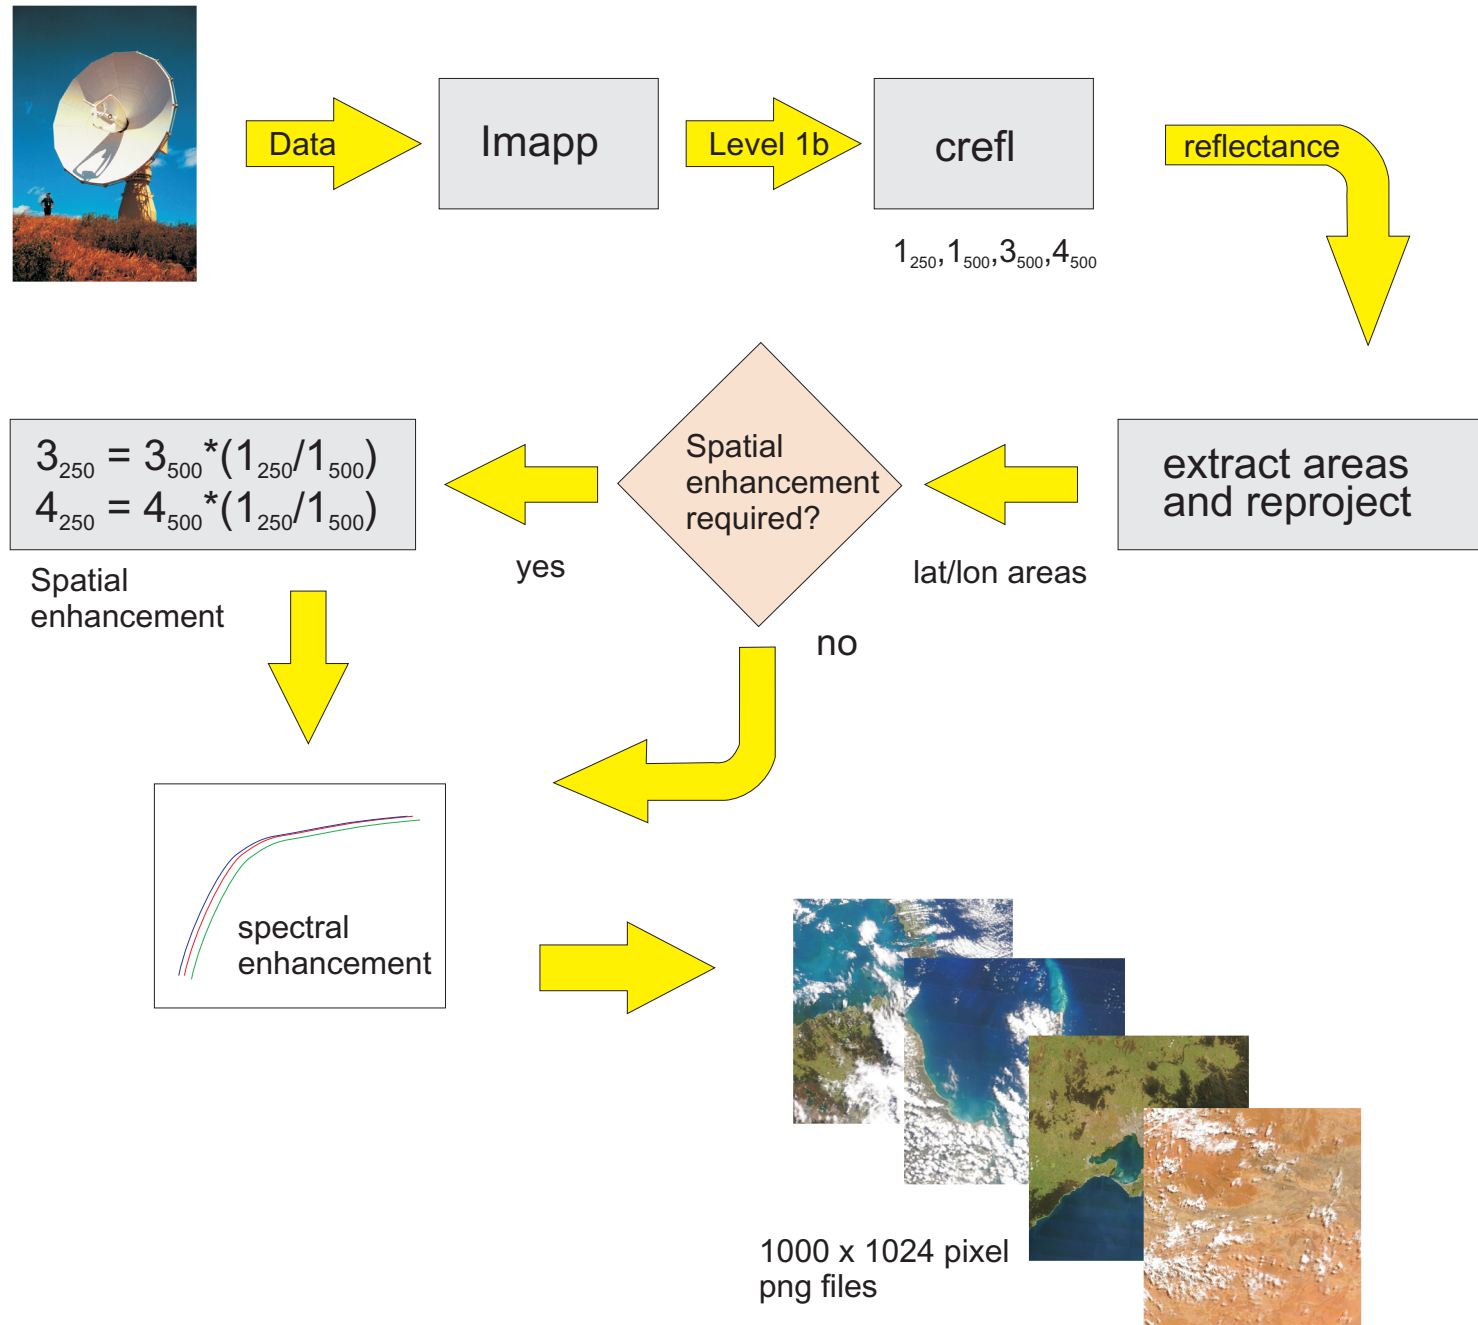 Data
Imapp
Level 1b
crefl
reflectance
1₂₅₀,1₅₀₀,3₅₀₀,4₅₀₀
3₂₅₀ = 3₅₀₀*(1₂₅₀/1₅₀₀)
4₂₅₀ = 4₅₀₀*(1₂₅₀/1₅₀₀)
Spatial
enhancement
required?
extract areas
and reproject
yes
lat/lon areas
Spatial
enhancement
no
spectral
enhancement
1000 x 1024 pixel
png files